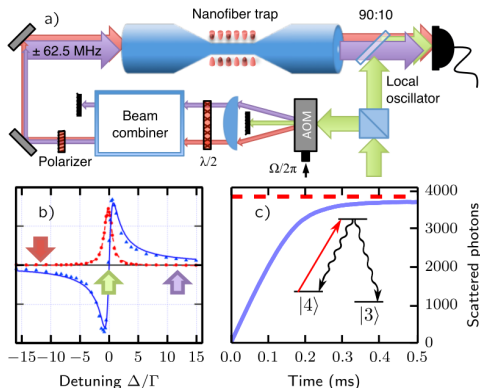 a)
Nanofiber trap
90:10
± 62.5 MHz
Local
oscillator
Beam
combiner
AOM
Polarizer
λ/2
Ω/2π
b)
−15 −10 −5 0 5 10 15
Detuning Δ/Γ
c)
|4⟩
|3⟩
0.0 0.1 0.2 0.3 0.4 0.5
Time (ms)
4000
3000
2000
1000
0
Scattered photons